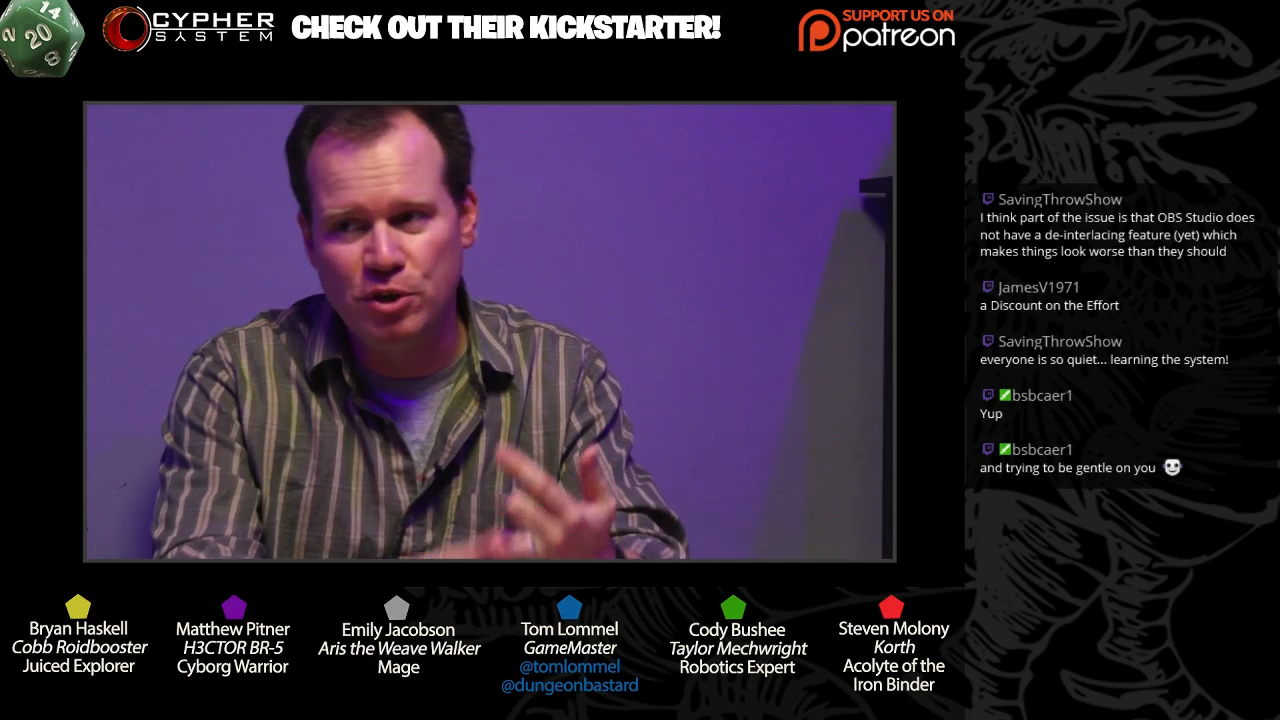 14
20
2
8
CYPHER
SYSTEM
CHECK OUT THEIR KICKSTARTER!
SUPPORT US ON
patreon
SavingThrowShow
I think part of the issue is that OBS Studio does
not have a de-interlacing feature (yet) which
makes things look worse than they should
JamesV1971
a Discount on the Effort
SavingThrowShow
everyone is so quiet... learning the system!
bsbcaer1
Yup
bsbcaer1
and trying to be gentle on you
Bryan Haskell
Cobb Roidbooster
Juiced Explorer
Matthew Pitner
H3CTOR BR-5
Cyborg Warrior
Emily Jacobson
Aris the Weave Walker
Mage
Tom Lommel
GameMaster
@tomlommel
@dungeonbastard
Cody Bushee
Taylor Mechwright
Robotics Expert
Steven Molony
Korth
Acolyte of the
Iron Binder